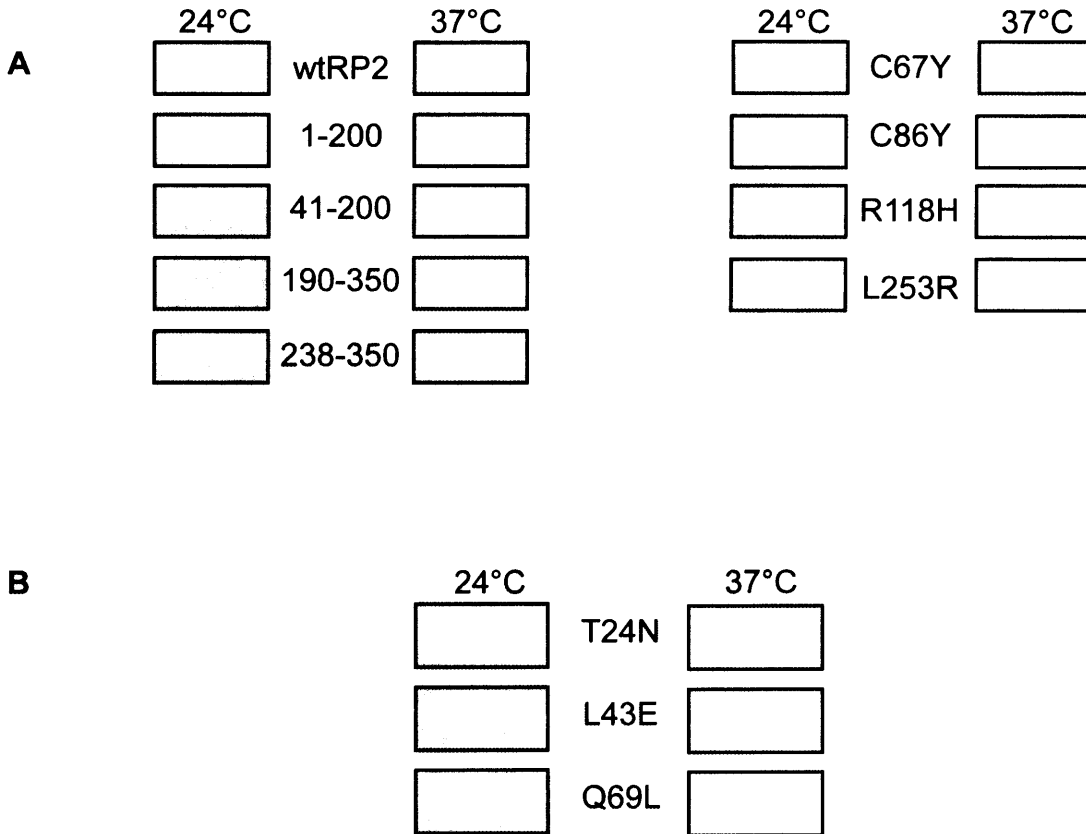 A
24°C 37°C
wtRP2
1-200
41-200
190-350
238-350
24°C 37°C
C67Y
C86Y
R118H
L253R
B
24°C 37°C
T24N
L43E
Q69L